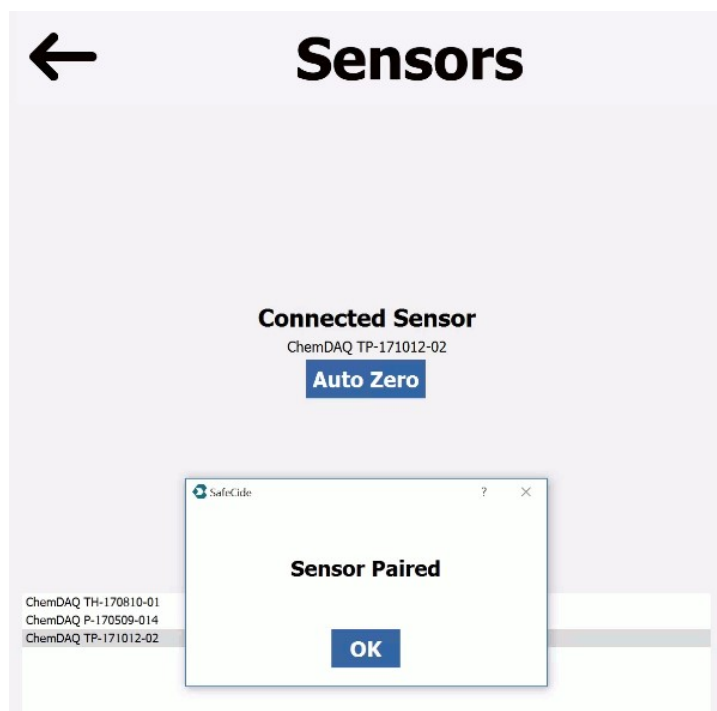 Sensors
Connected Sensor
ChemDAQ TP-171012-02
Auto Zero
SafeCide ?
Sensor Paired
OK
ChemDAQ TH-170810-01
ChemDAQ P-170509-014
ChemDAQ TP-171012-02